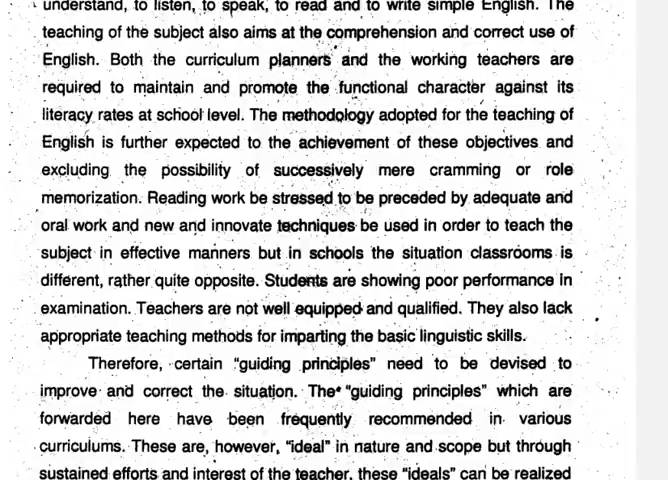 understand, to listen, to speak, to read and to write simple English. The
teaching of the subject also aims at the comprehension and correct use of
English. Both the curriculum planners and the working teachers are
required to maintain and promote the functional character against its
literacy rates at school level. The methodology adopted for the teaching of
English is further expected to the achievement of these objectives and
excluding the possibility of successively mere cramming or role
memorization. Reading work be stressed to be preceded by adequate and
oral work and new and innovate techniques be used in order to teach the
subject in effective manners but in schools the situation classrooms is
different, rather quite opposite. Students are showing poor performance in
examination. Teachers are not well equipped and qualified. They also lack
appropriate teaching methods for imparting the basic linguistic skills.
Therefore, certain "guiding principles" need to be devised to
improve and correct the situation. The "guiding principles" which are
forwarded here have been frequently recommended in various
curriculums. These are, however, "ideal" in nature and scope but through
sustained efforts and interest of the teacher, these "ideals" can be realized